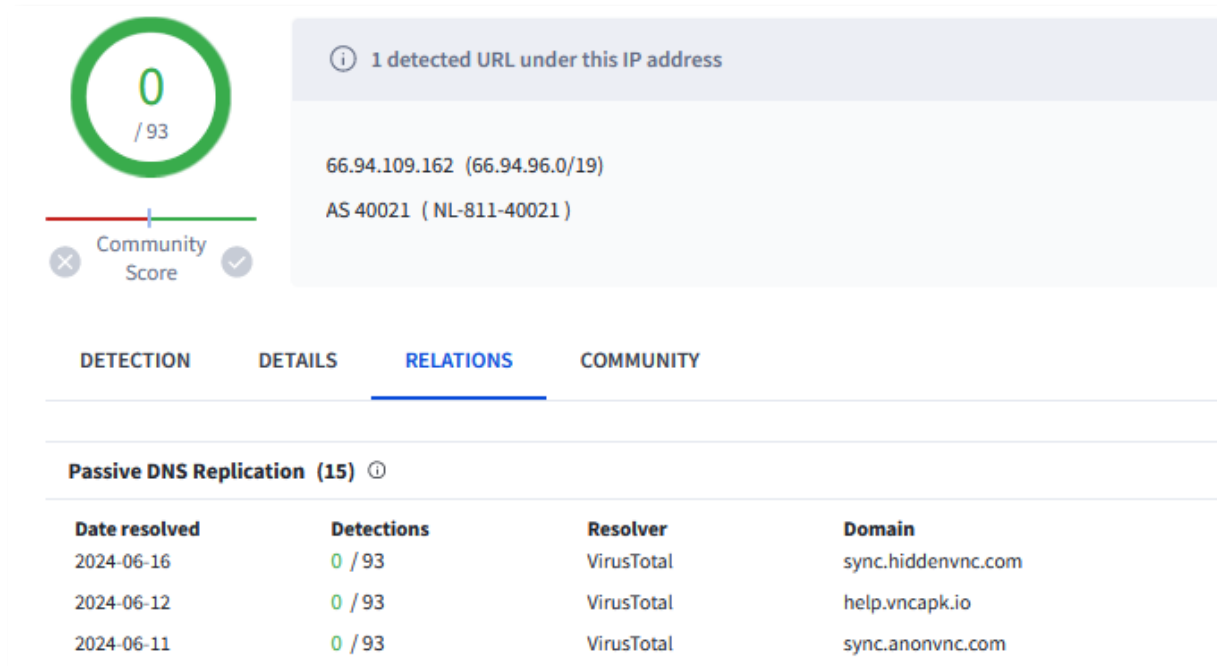 0
/ 93
Community
Score
1 detected URL under this IP address
66.94.109.162 (66.94.96.0/19)
AS 40021 ( NL-811-40021 )
DETECTION DETAILS RELATIONS COMMUNITY
Passive DNS Replication (15)
Date resolved Detections Resolver Domain
2024-06-16 0 / 93 VirusTotal sync.hiddenvnc.com
2024-06-12 0 / 93 VirusTotal help.vncapk.io
2024-06-11 0 / 93 VirusTotal sync.anonvnc.com